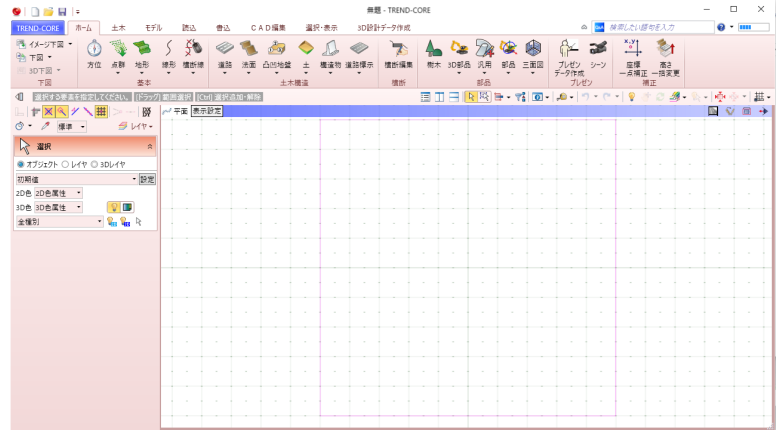 無題 - TREND-CORE
TREND-CORE ホーム 土木 モデル 読込 書込 CAD編集 選択・表示 3D設計データ作成 検索したい語句を入力
イメージ下図
下図
3D下図
方位 点群 地形 線形 横断線 道路 法面 凸凹地盤 土 構造物 道路標示 横断編集 樹木 3D部品 汎用 部品 三面図 プレゼンデータ作成 シーン 座標一点補正 高さ一括変更
下図 基本 土木構造 横断 部品 プレゼン 補正
選択する要素を指定してください。 [ドラッグ]範囲選択 [Ctrl]選択追加・解除
平面 表示設定
標準 レイヤ
選択
オブジェクト レイヤ 3Dレイヤ
初期値 設定
2D色 2D色属性
3D色 3D色属性
全種別